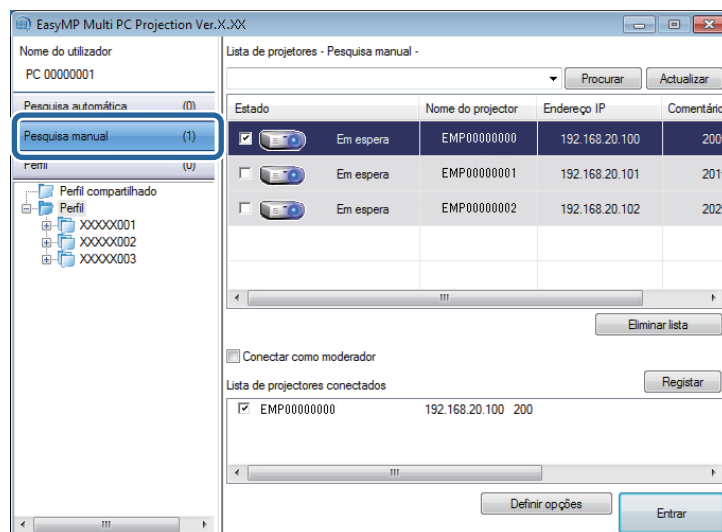 EasyMP Multi PC Projection Ver.X.XX
Nome do utilizador
PC 00000001
Pesquisa automática (0)
Pesquisa manual (1)
Perfil (0)
Perfil compartilhado
Perfil
XXXXX001
XXXXX002
XXXXX003
Lista de projetores - Pesquisa manual -
Procurar Actualizar
Estado Nome do projector Endereço IP Comentário
Em espera EMP00000000 192.168.20.100 200
Em espera EMP00000001 192.168.20.101 201
Em espera EMP00000002 192.168.20.102 202
Eliminar lista
Conectar como moderador
Lista de projectores conectados Registar
EMP00000000 192.168.20.100 200
Definir opções Entrar